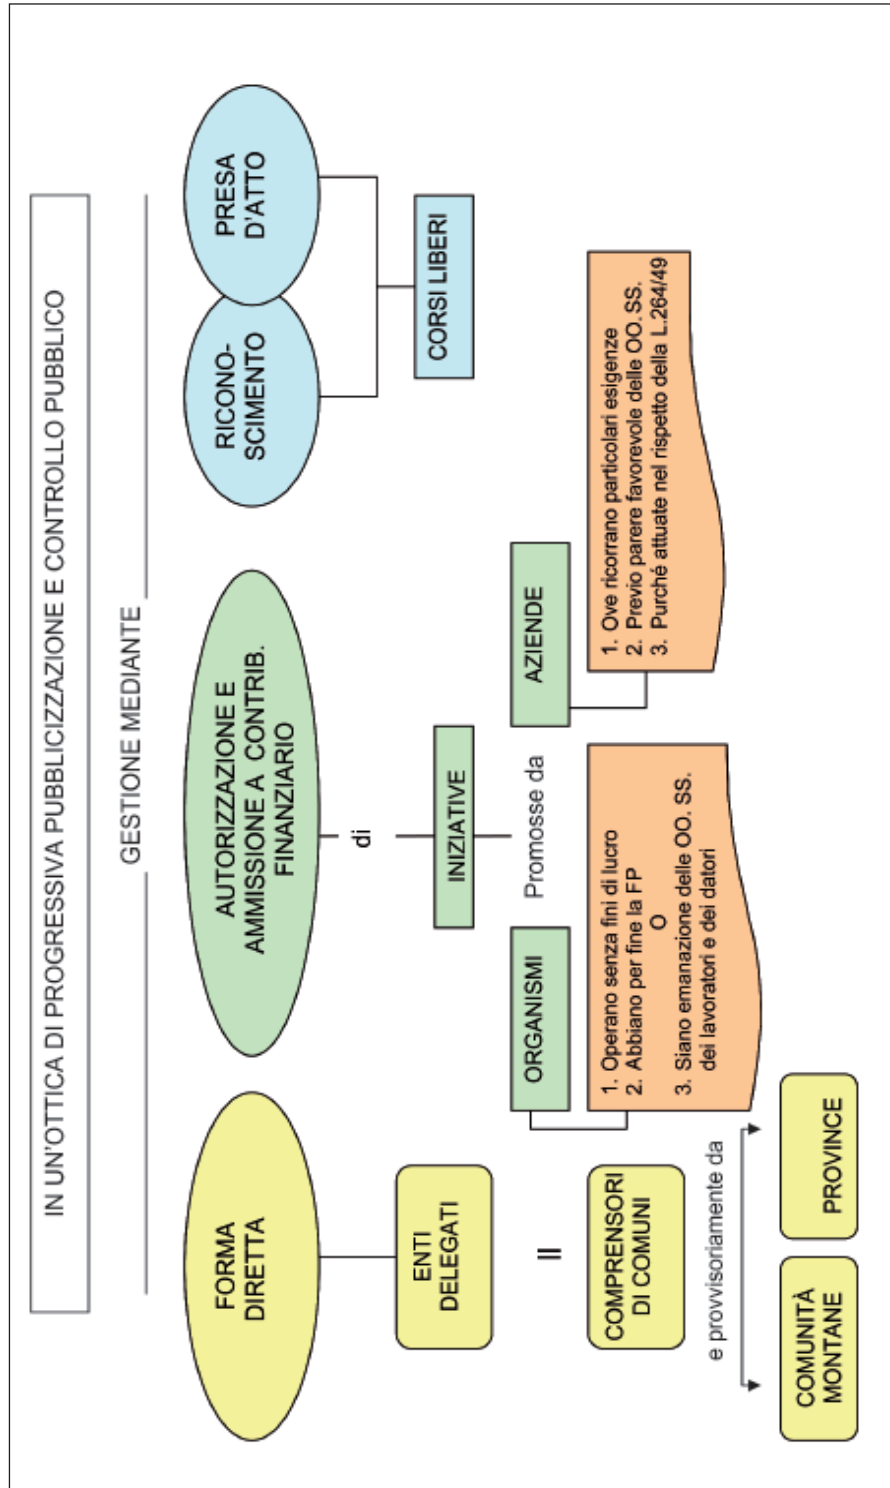 IN UN'OTTICA DI PROGRESSIVA PUBBLICIZZAZIONE E CONTROLLO PUBBLICO
GESTIONE MEDIANTE
FORMA
DIRETTA
ENTI
DELEGATI
=
COMPRENSORI
DI COMUNI
e provvisoriamente da
COMUNITÀ
MONTANE
PROVINCE
AUTORIZZAZIONE E
AMMISSIONE A CONTRIB.
FINANZIARIO
di
INIZIATIVE
Promosse da
ORGANISMI
1. Operano senza fini di lucro
2. Abbiano per fine la FP
O
3. Siano emanazione delle OO. SS.
dei lavoratori e dei datori
AZIENDE
1. Ove ricorrano particolari esigenze
2. Previo parere favorevole delle OO. SS.
3. Purché attuate nel rispetto della L.264/49
RICONO-
SCIMENTO
PRESA
D'ATTO
CORSI LIBERI